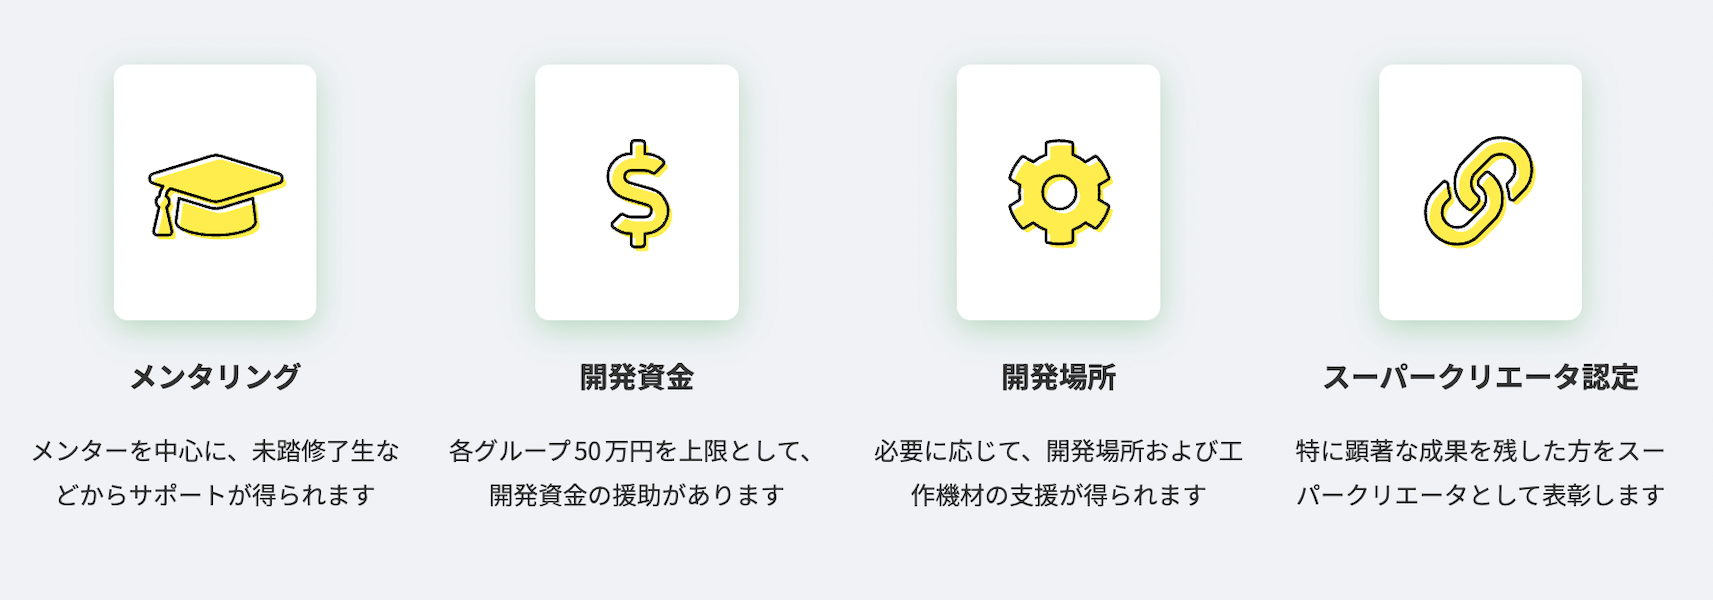 メンタリング
メンターを中心に、未踏修了生な
どからサポートが得られます
開発資金
各グループ50万円を上限として、
開発資金の援助があります
開発場所
必要に応じて、開発場所および工
作機材の支援が得られます
スーパークリエータ認定
特に顕著な成果を残した方をスー
パークリエータとして表彰します